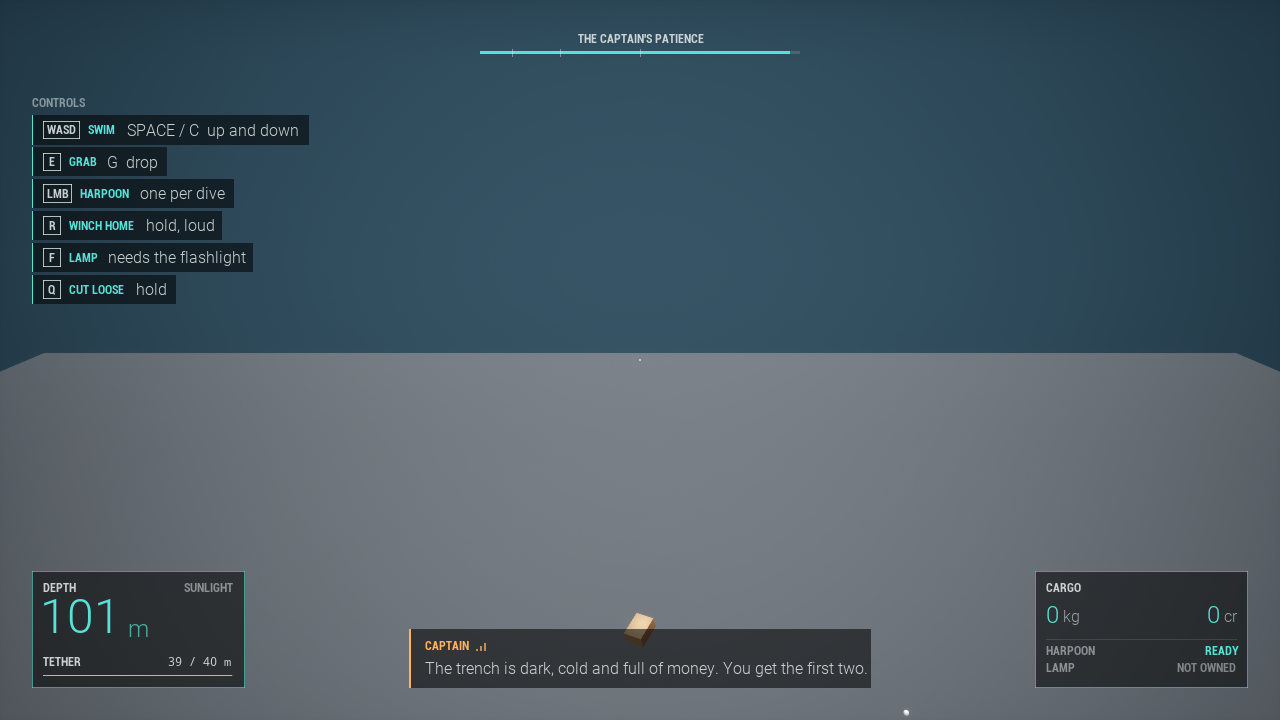 THE CAPTAIN'S PATIENCE
CONTROLS
WASD SWIM SPACE / C up and down
E GRAB G drop
LMB HARPOON one per dive
R WINCH HOME hold, loud
F LAMP needs the flashlight
Q CUT LOOSE hold
DEPTH SUNLIGHT
101 m
TETHER 39 / 40 m
CAPTAIN
The trench is dark, cold and full of money. You get the first two.
CARGO
0 kg 0 cr
HARPOON READY
LAMP NOT OWNED